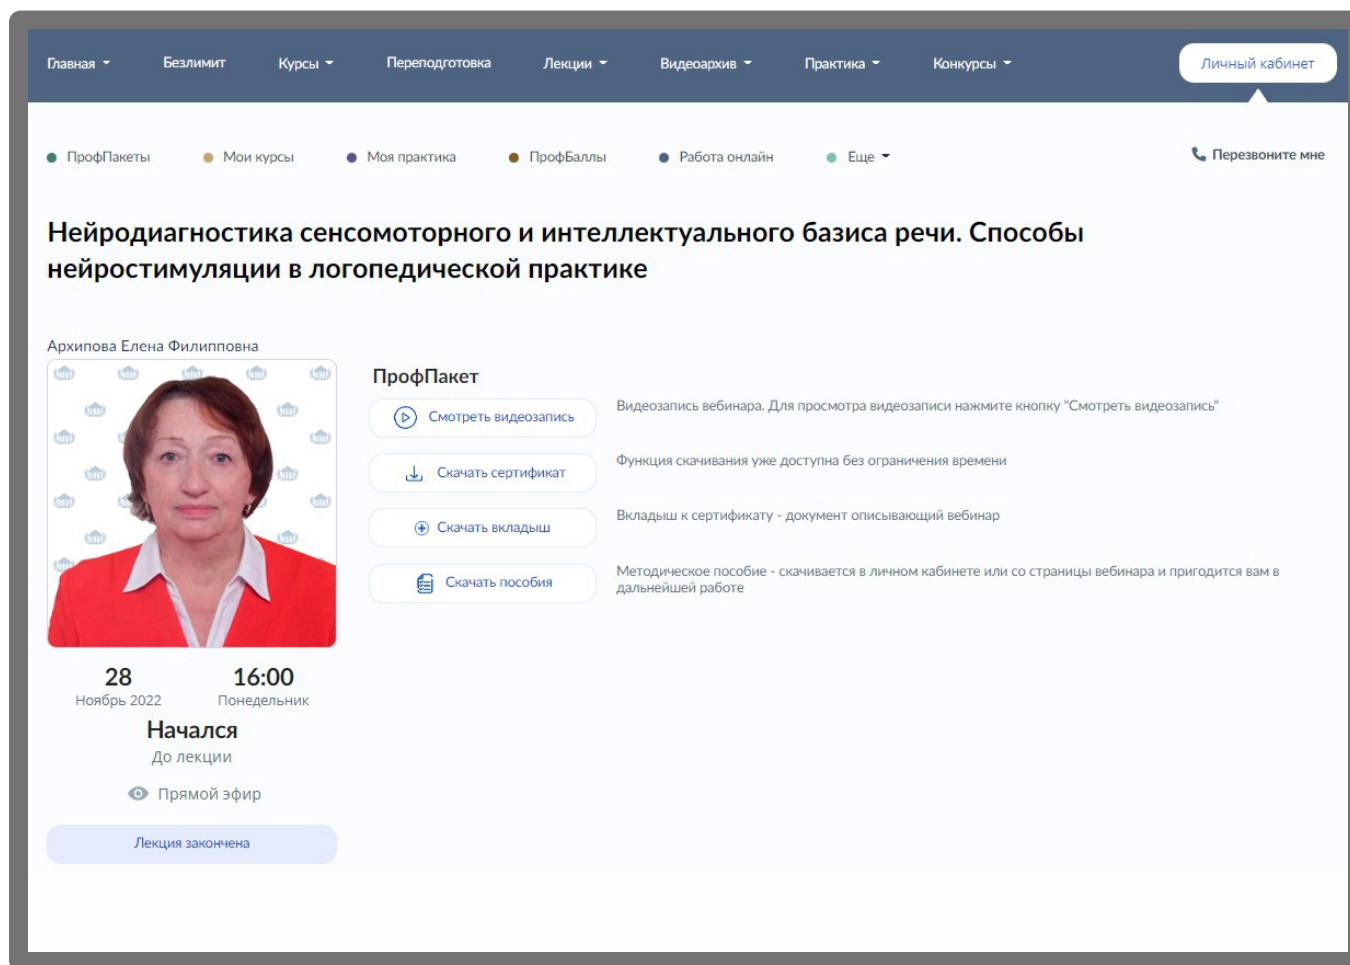 Главная Безлимит Курсы Переподготовка Лекции Видеоархив Практика Конкурсы Личный кабинет
ПрофПакеты Мои курсы Моя практика ПрофБаллы Работа онлайн Еще Перезвоните мне
Нейродиагностика сенсомоторного и интеллектуального базиса речи. Способы
нейростимуляции в логопедической практике
Архипова Елена Филипповна
ПрофПакет
Смотреть видеозапись
Видеозапись вебинара. Для просмотра видеозаписи нажмите кнопку "Смотреть видеозапись"
Скачать сертификат
Функция скачивания уже доступна без ограничения времени
Скачать вкладыш
Вкладыш к сертификату - документ описывающий вебинар
Скачать пособия
Методическое пособие - скачивается в личном кабинете или со страницы вебинара и пригодится вам в
дальнейшей работе
28 16:00
Ноябрь 2022 Понедельник
Начался
До лекции
Прямой эфир
Лекция закончена